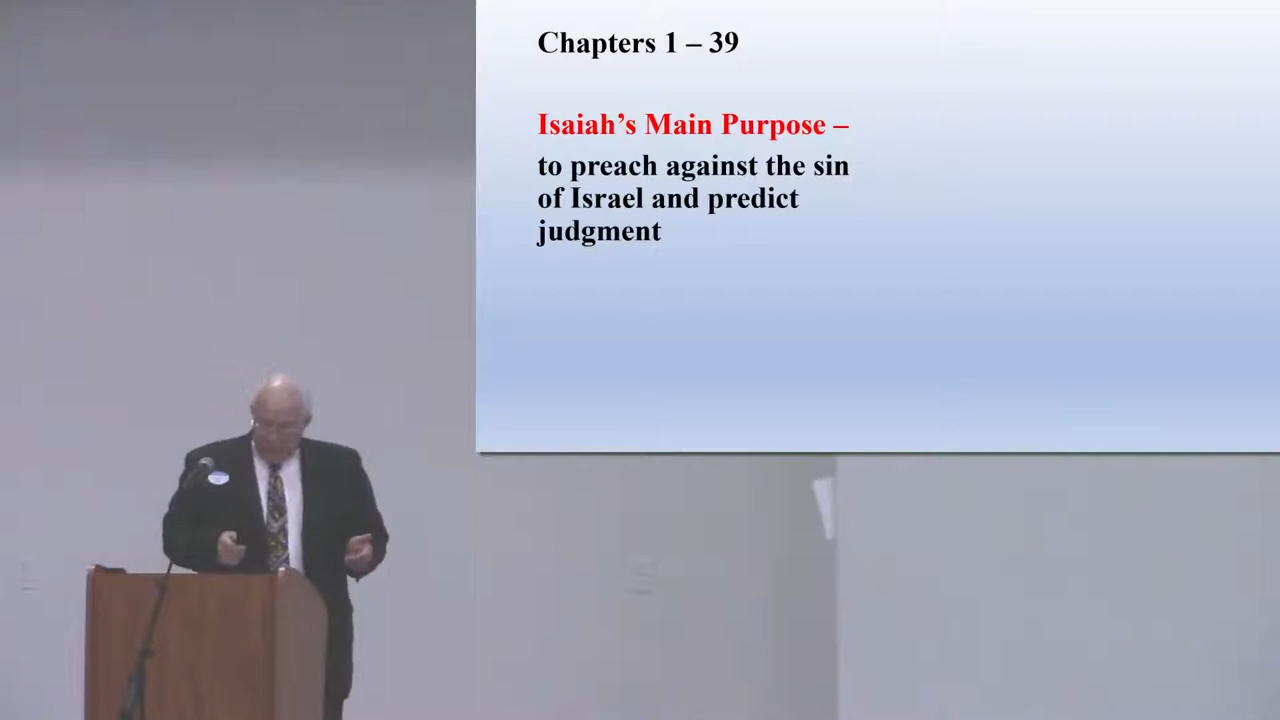 Chapters 1 – 39
Isaiah’s Main Purpose –
to preach against the sin
of Israel and predict
judgment